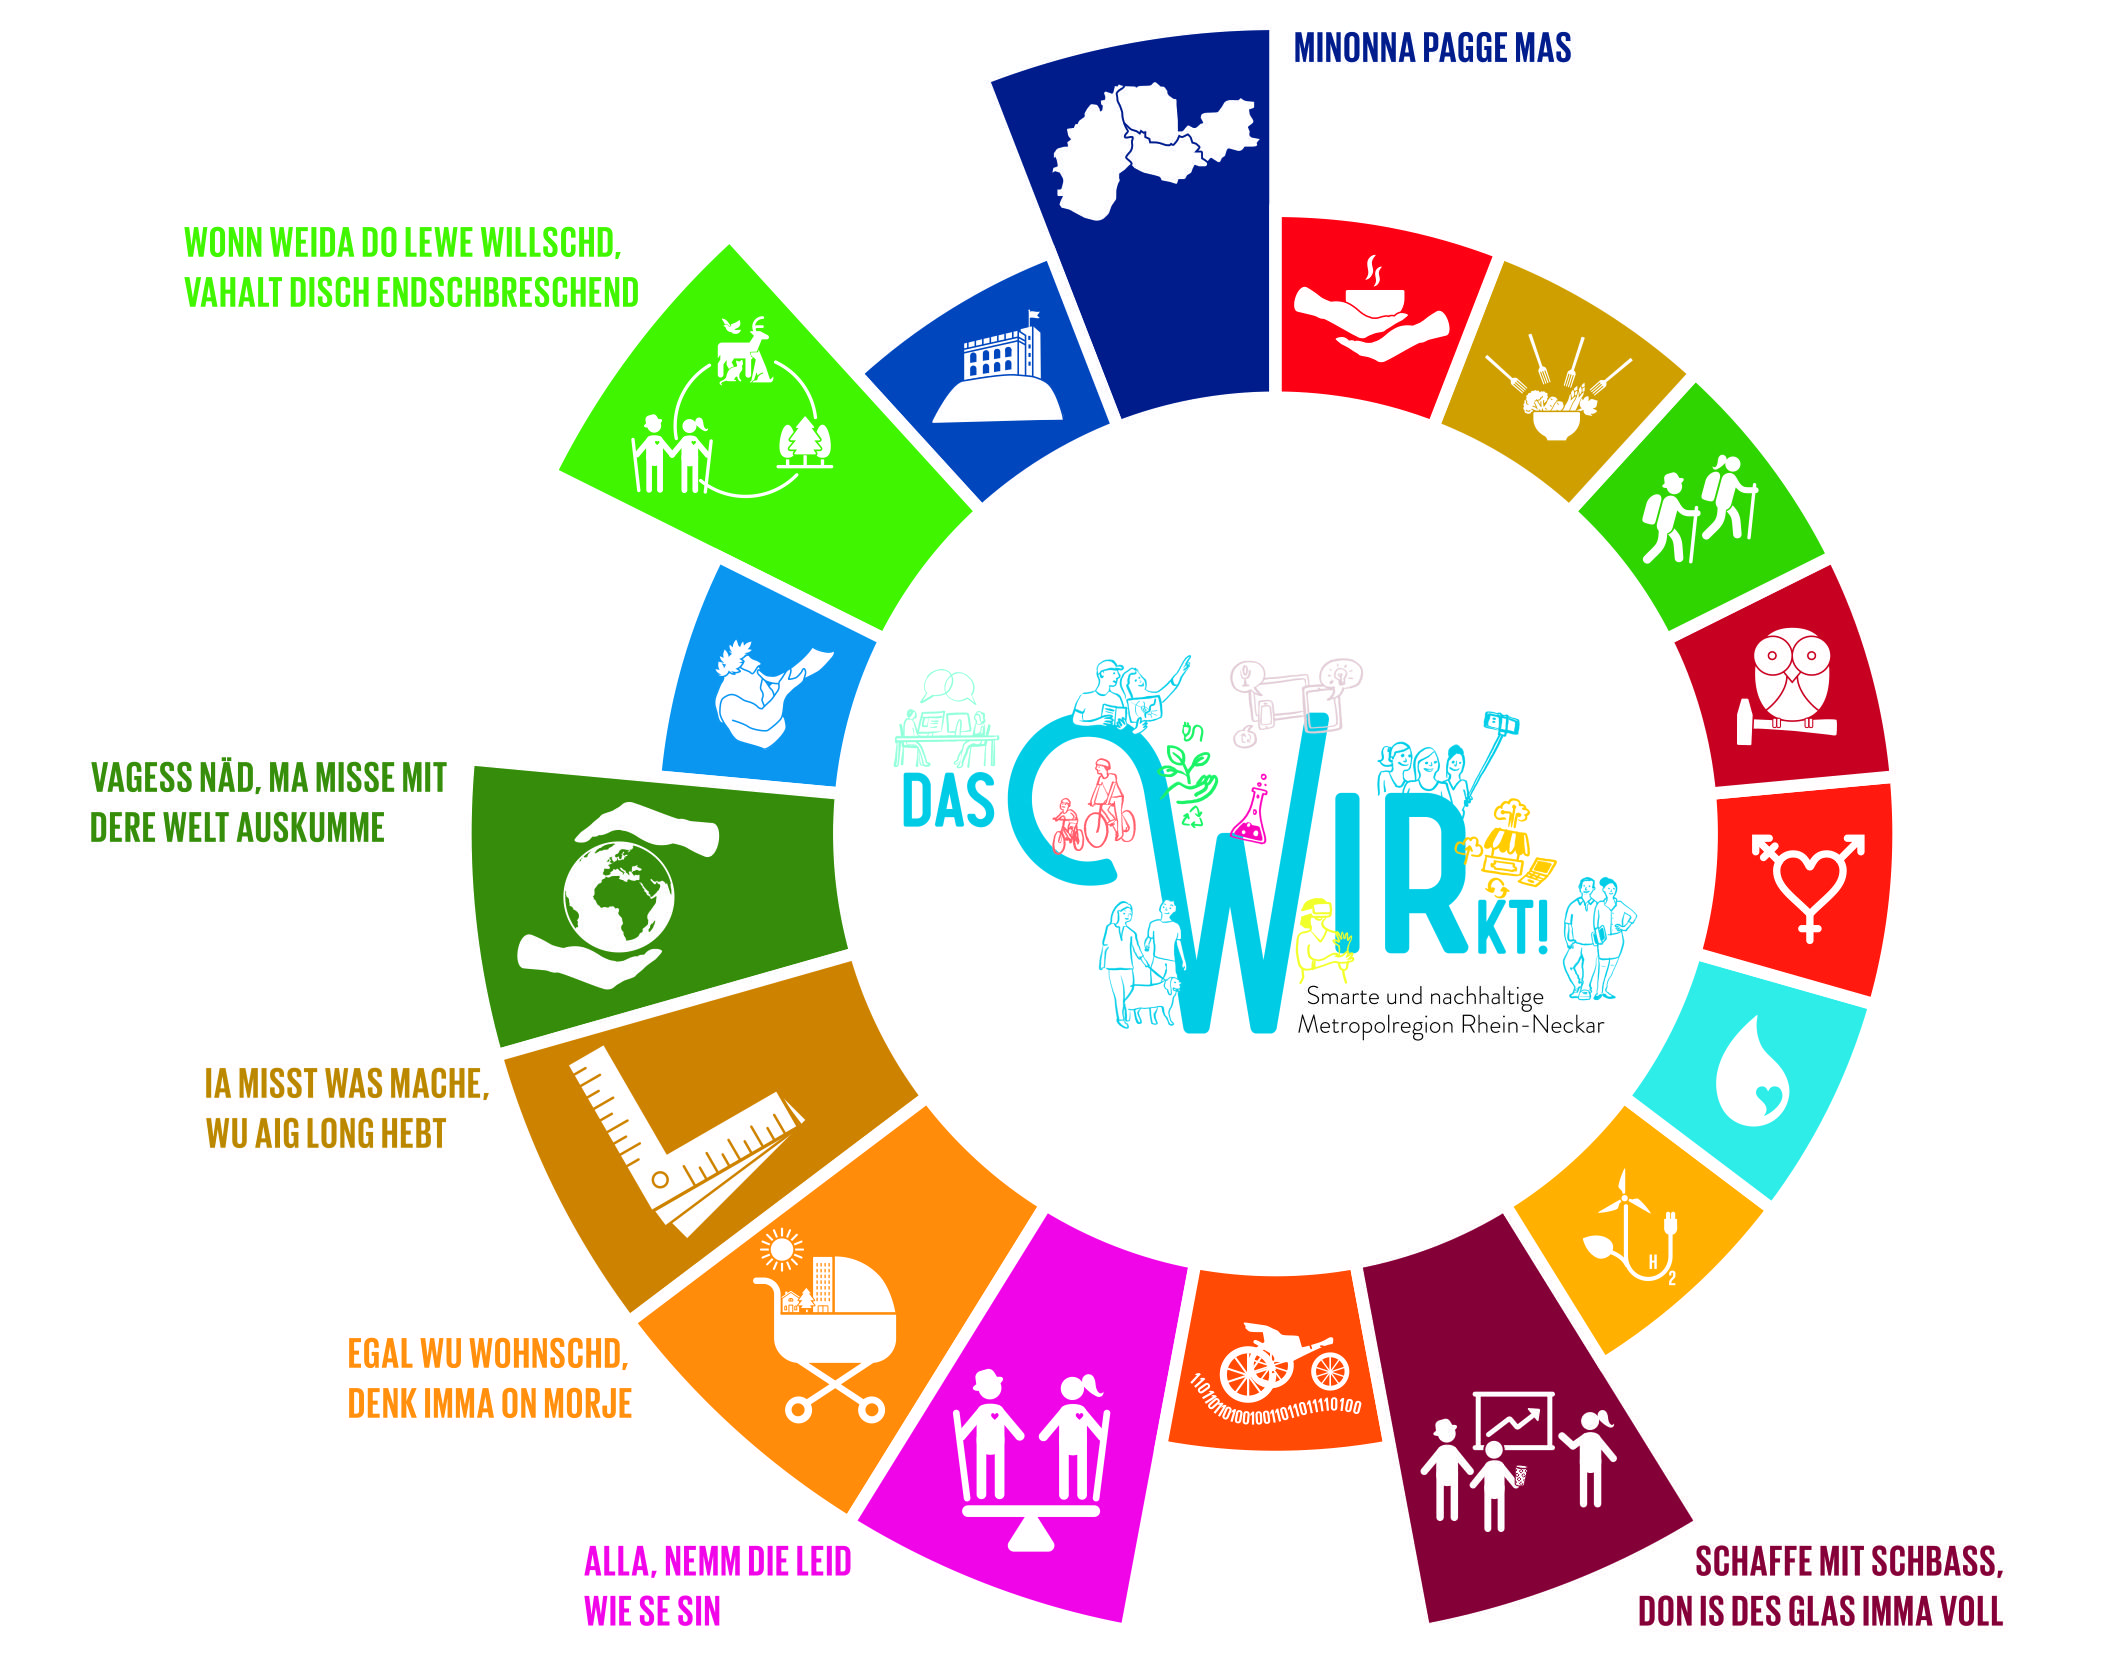 MINONNA PAGGE MAS
WONN WEIDA DO LEWE WILLSCHD,
VAHALT DISCH ENDSCHBRESCHEND
VAGESS NÄD, MA MISSE MIT
DERE WELT AUSKUMME
DAS WIRKT!
Smarte und nachhaltige
Metropolregion Rhein-Neckar
IA MISST WAS MACHE,
WU AIG LONG HEBT
H
2
EGAL WU WOHNSCHD,
DENK IMMA ON MORJE
ALLA, NEMM DIE LEID
WIE SE SIN
SCHAFFE MIT SCHBASS,
DON IS DES GLAS IMMA VOLL